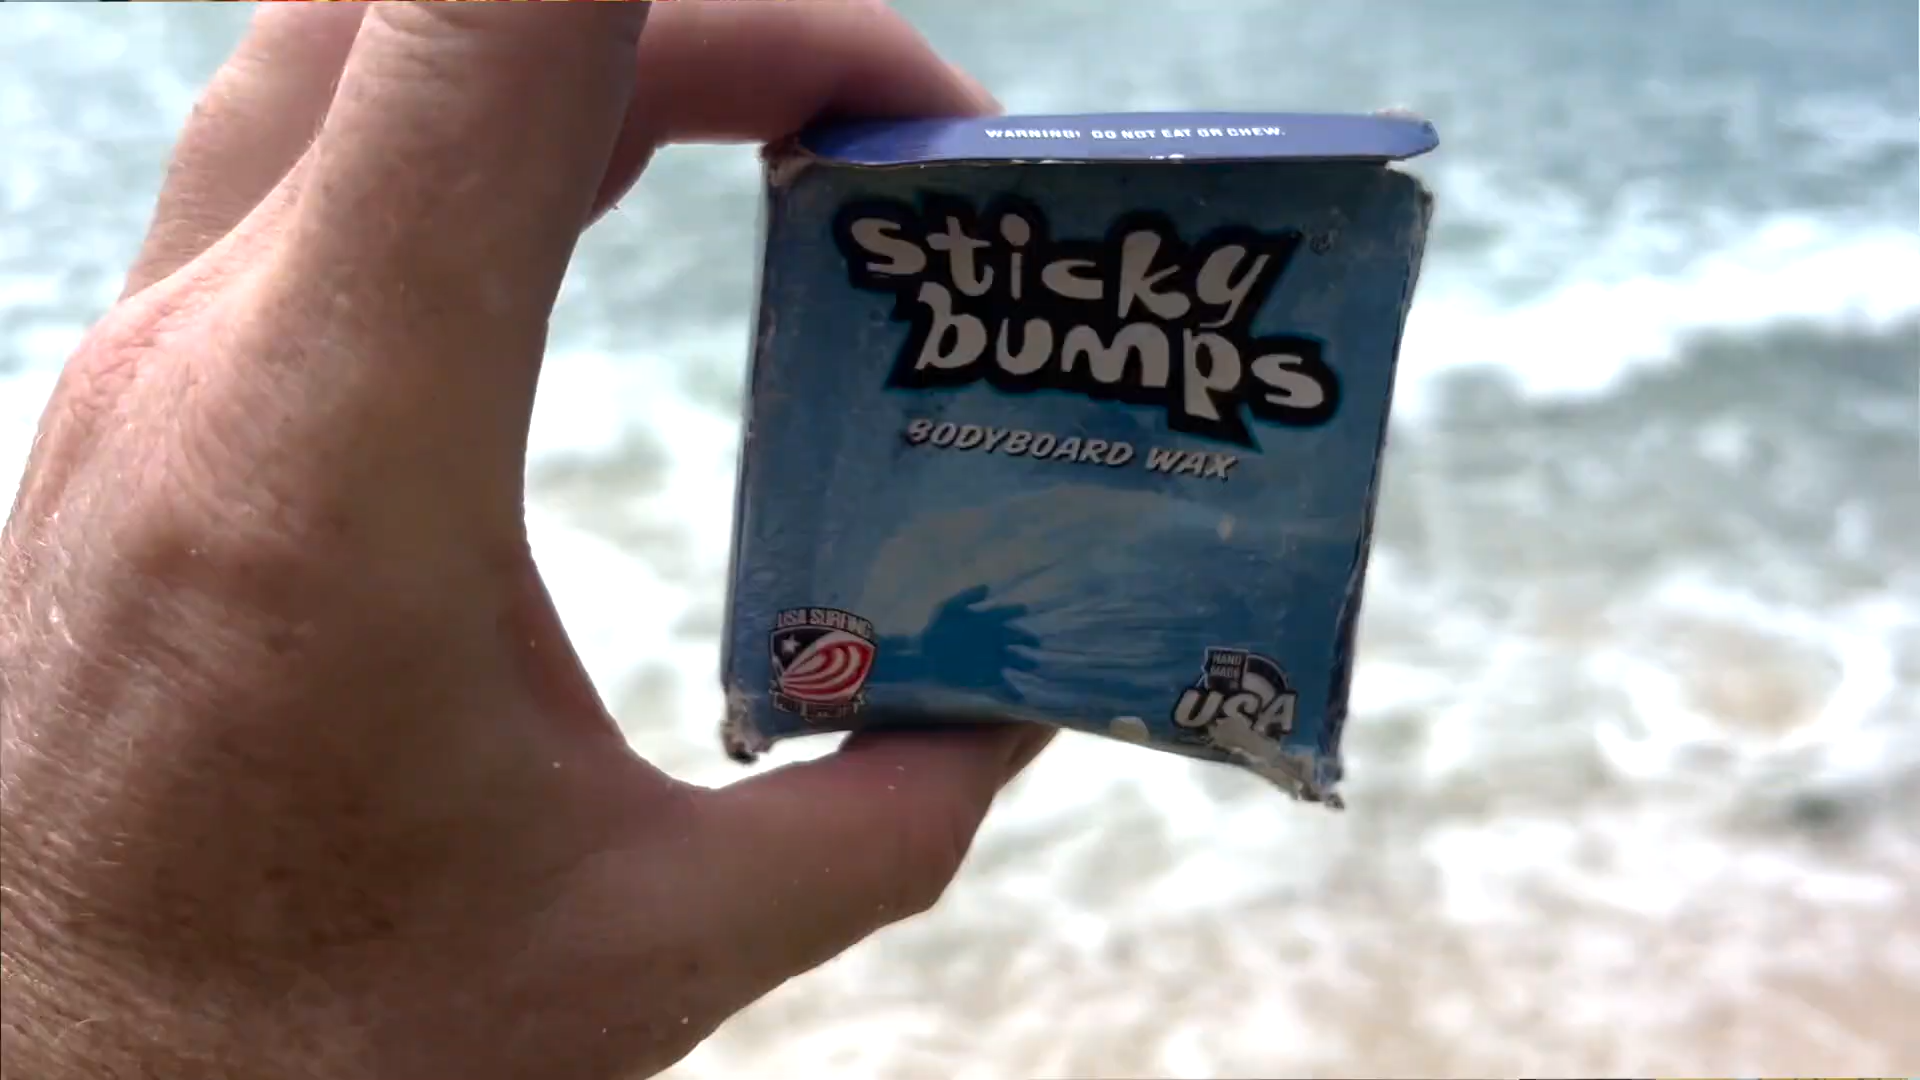 WARNING! DO NOT EAT OR CHEW.
sticky
bumps
BODYBOARD WAX
USA SURFING
HAND
MADE
USA